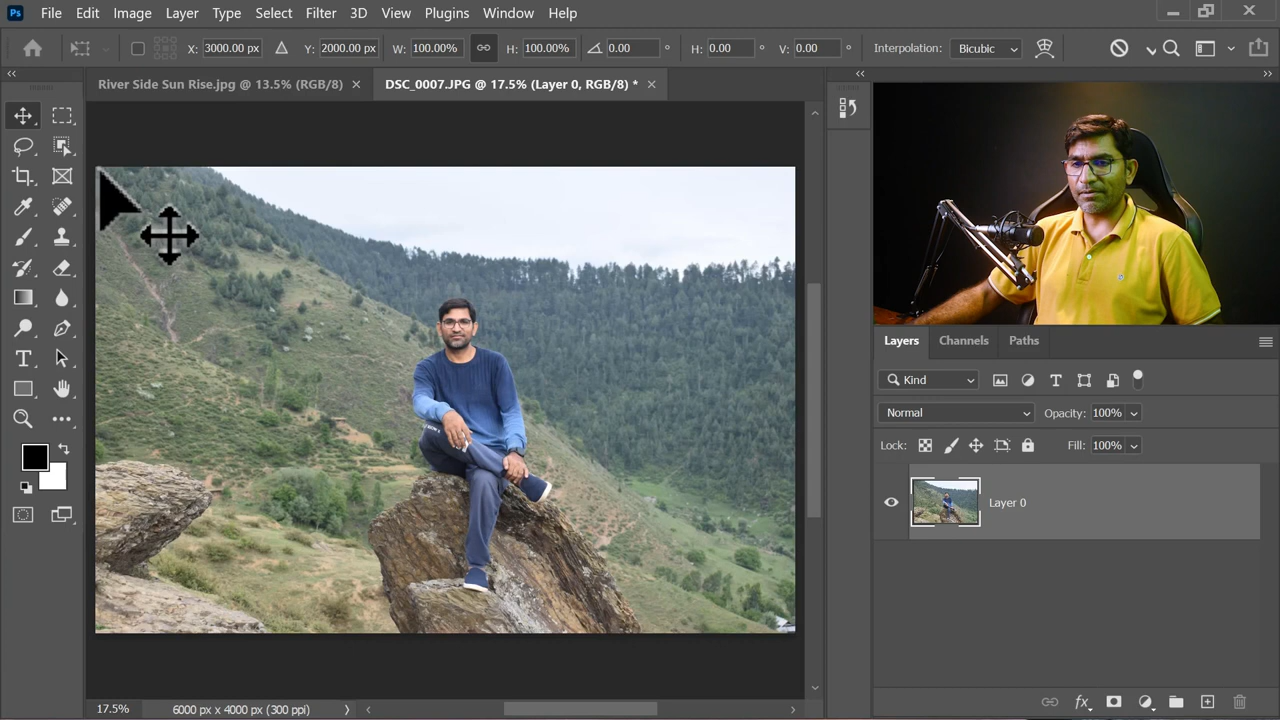 Ps File Edit Image Layer Type Select Filter 3D View Plugins Window Help
X: 3000.00 px Y: 2000.00 px W: 100.00% H: 100.00% 0.00 ° H: 0.00 ° V: 0.00 ° Interpolation: Bicubic
River Side Sun Rise.jpg @ 13.5% (RGB/8) × DSC_0007.JPG @ 17.5% (Layer 0, RGB/8) * ×
Layers Channels Paths
Kind
Normal Opacity: 100%
Lock: Fill: 100%
Layer 0
17.5% 6000 px x 4000 px (300 ppi)